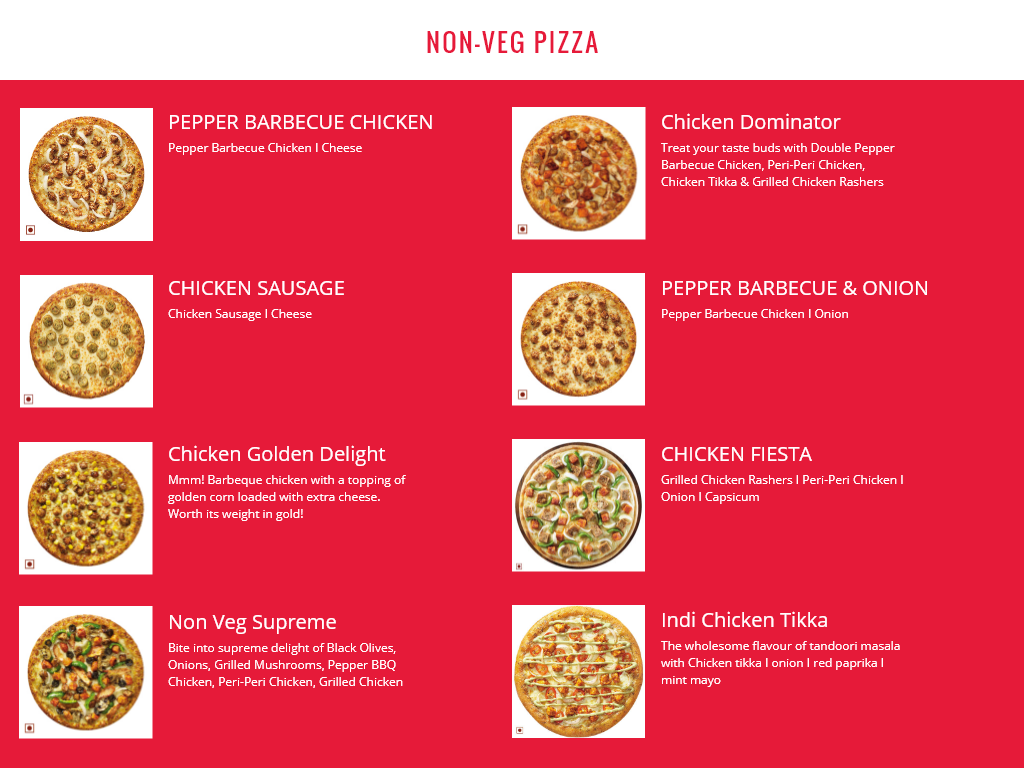 NON-VEG PIZZA
PEPPER BARBECUE CHICKEN
Pepper Barbecue Chicken I Cheese
Chicken Dominator
Treat your taste buds with Double Pepper
Barbecue Chicken, Peri-Peri Chicken,
Chicken Tikka & Grilled Chicken Rashers
CHICKEN SAUSAGE
Chicken Sausage I Cheese
PEPPER BARBECUE & ONION
Pepper Barbecue Chicken I Onion
Chicken Golden Delight
Mmm! Barbeque chicken with a topping of
golden corn loaded with extra cheese.
Worth its weight in gold!
CHICKEN FIESTA
Grilled Chicken Rashers I Peri-Peri Chicken I
Onion I Capsicum
Non Veg Supreme
Bite into supreme delight of Black Olives,
Onions, Grilled Mushrooms, Pepper BBQ
Chicken, Peri-Peri Chicken, Grilled Chicken
Indi Chicken Tikka
The wholesome flavour of tandoori masala
with Chicken tikka I onion I red paprika I
mint mayo